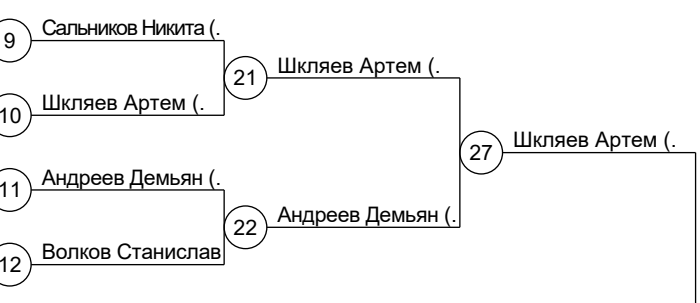 Сальников Никита (.
9
Шкляев Артем (.
21
Шкляев Артем (.
10
Шкляев Артем (.
27
Андреев Демьян (.
11
Андреев Демьян (.
22
Волков Станислав
12